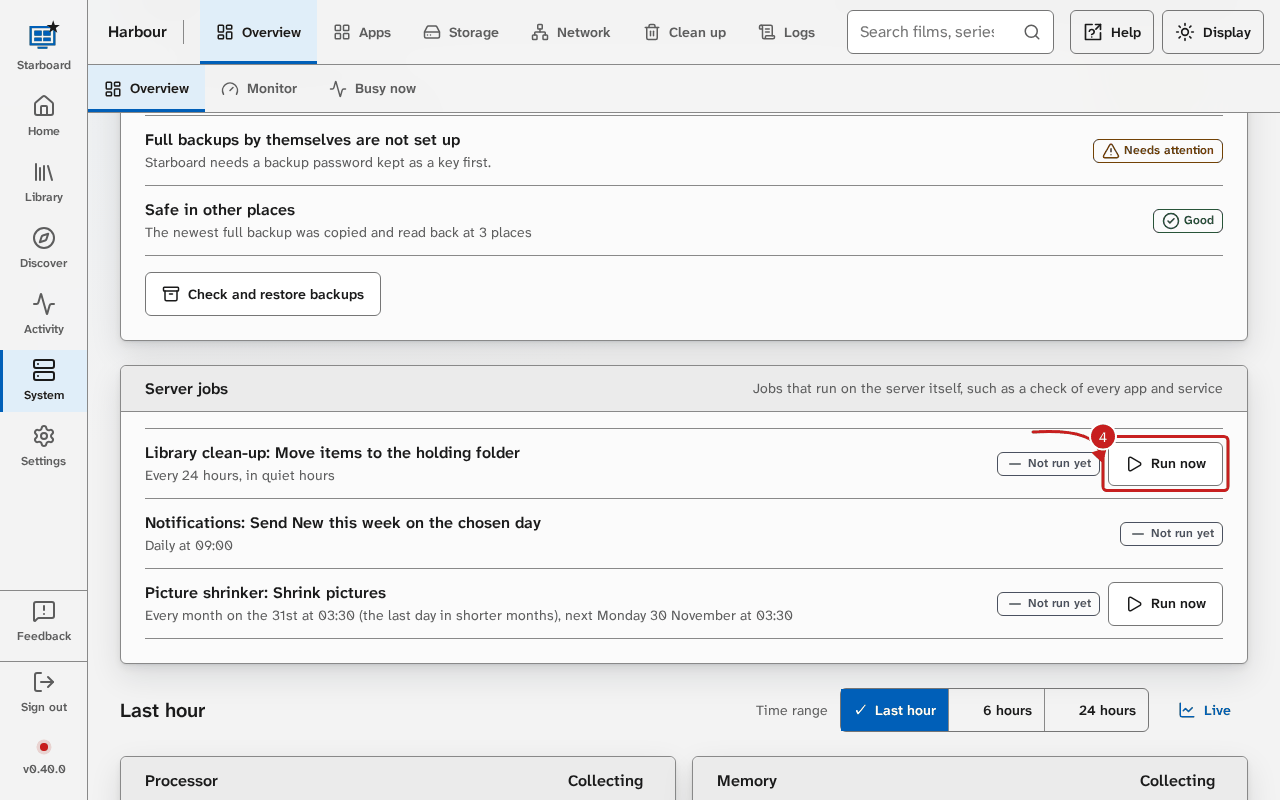 Starboard
Home
Library
Discover
Activity
System
Settings
Feedback
Sign out
v0.40.0
Harbour
Overview
Apps
Storage
Network
Clean up
Logs
Search films, series
Help
Display
Overview
Monitor
Busy now
Full backups by themselves are not set up
Starboard needs a backup password kept as a key first.
Needs attention
Safe in other places
The newest full backup was copied and read back at 3 places
Good
Check and restore backups
Server jobs
Jobs that run on the server itself, such as a check of every app and service
Library clean-up: Move items to the holding folder
Every 24 hours, in quiet hours
— Not run yet
4
Run now
Notifications: Send New this week on the chosen day
Daily at 09:00
— Not run yet
Picture shrinker: Shrink pictures
Every month on the 31st at 03:30 (the last day in shorter months), next Monday 30 November at 03:30
— Not run yet
Run now
Last hour
Time range
✓ Last hour
6 hours
24 hours
Live
Processor
Collecting
Memory
Collecting